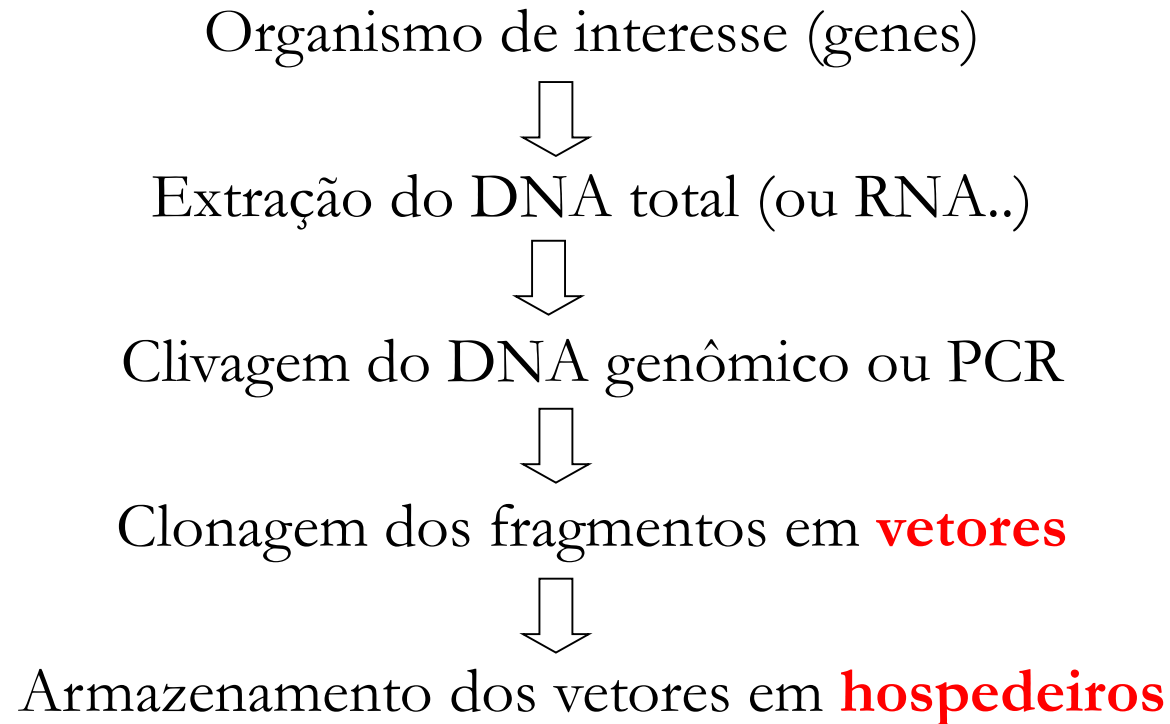 Organismo de interesse (genes)
Extração do DNA total (ou RNA..)
Clivagem do DNA genômico ou PCR
Clonagem dos fragmentos em vetores
Armazenamento dos vetores em hospedeiros